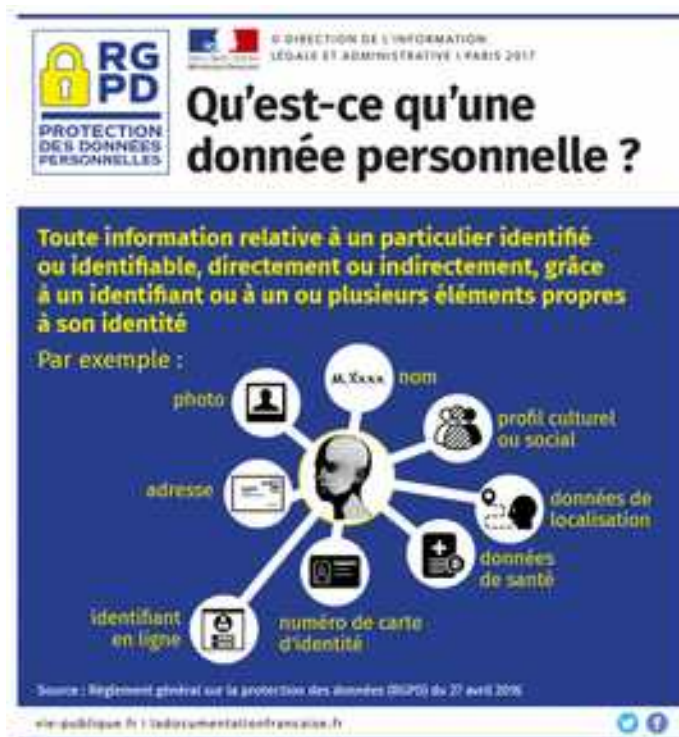 RG
PD
PROTECTION
DES DONNÉES
PERSONNELLES
© DIRECTION DE L'INFORMATION
LÉGALE ET ADMINISTRATIVE \ PARIS 2017
Qu'est-ce qu'une
donnée personnelle ?
Toute information relative à un particulier identifié
ou identifiable, directement ou indirectement, grâce
à un identifiant ou à un ou plusieurs éléments propres
à son identité
Par exemple :
photo
M. Xxxx
nom
profil culturel
ou social
adresse
données de
localisation
données
de santé
identifiant
en ligne
numéro de carte
d'identité
Source : Règlement général sur la protection des données (RGPD) du 27 avril 2016
vie-publique.fr \ ladocumentationfrancaise.fr